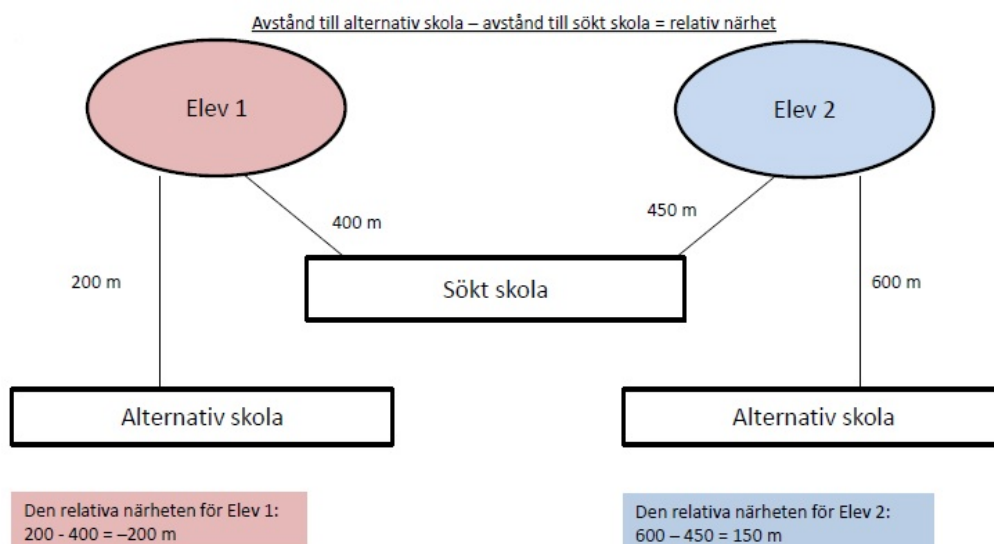 Avstånd till alternativ skola – avstånd till sökt skola = relativ närhet
Elev 1
Elev 2
400 m
450 m
200 m
Sökt skola
600 m
Alternativ skola
Alternativ skola
Den relativa närheten för Elev 1:
200 - 400 = –200 m
Den relativa närheten för Elev 2:
600 – 450 = 150 m